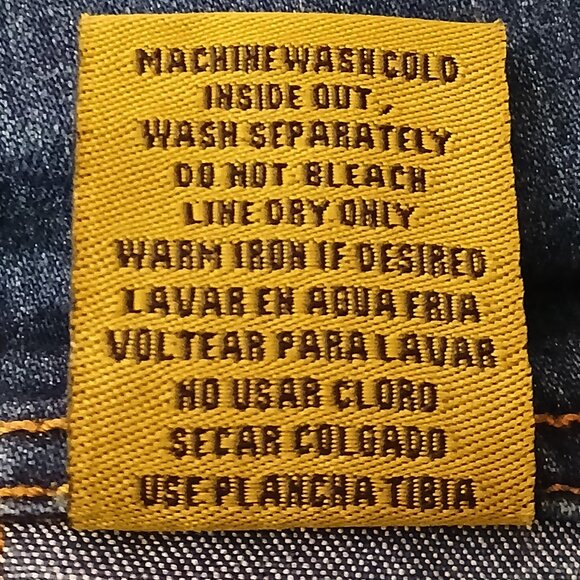 MACHINE WASH COLD
INSIDE OUT,
WASH SEPARATELY
DO NOT BLEACH
LINE DRY ONLY
WARM IRON IF DESIRED
LAVAR EN AGUA FRIA
VOLTEAR PARA LAVAR
NO USAR CLORO
SECAR COLGADO
USE PLANCHA TIBIA